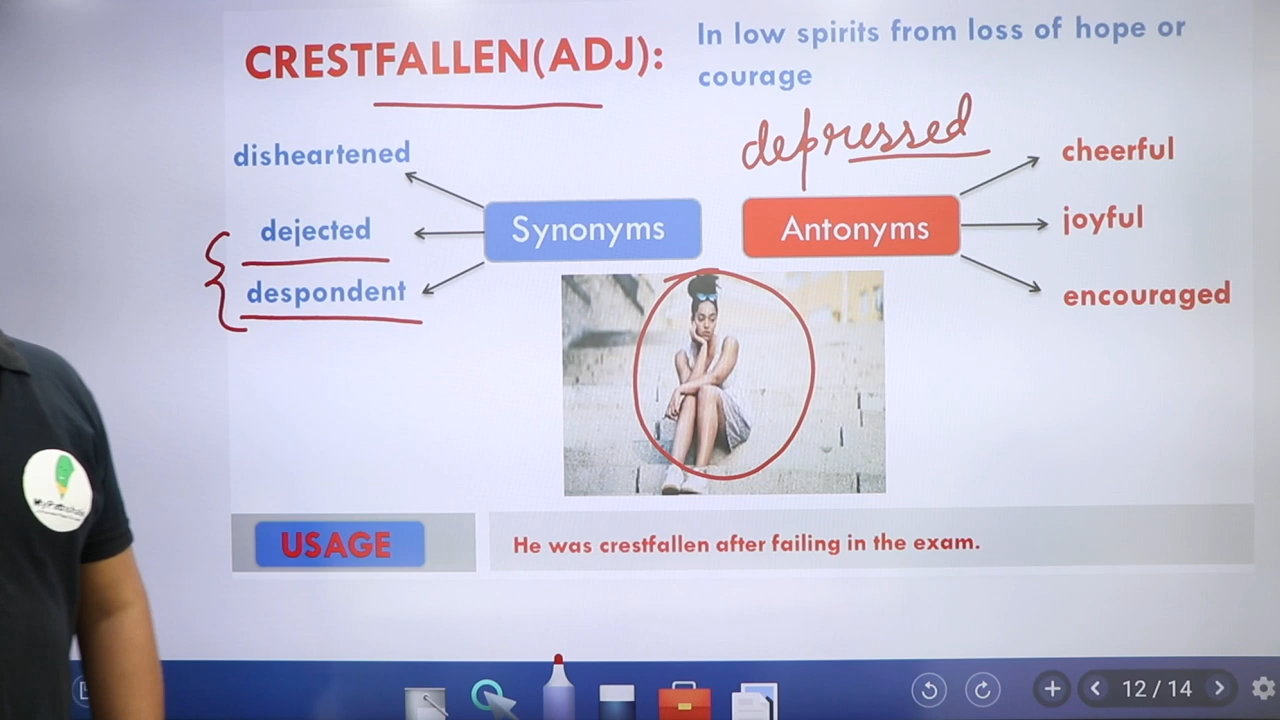 CRESTFALLEN(ADJ):
In low spirits from loss of hope or
courage
depressed
disheartened
dejected
despondent
Synonyms
Antonyms
cheerful
joyful
encouraged
USAGE
He was crestfallen after failing in the exam.
12 / 14